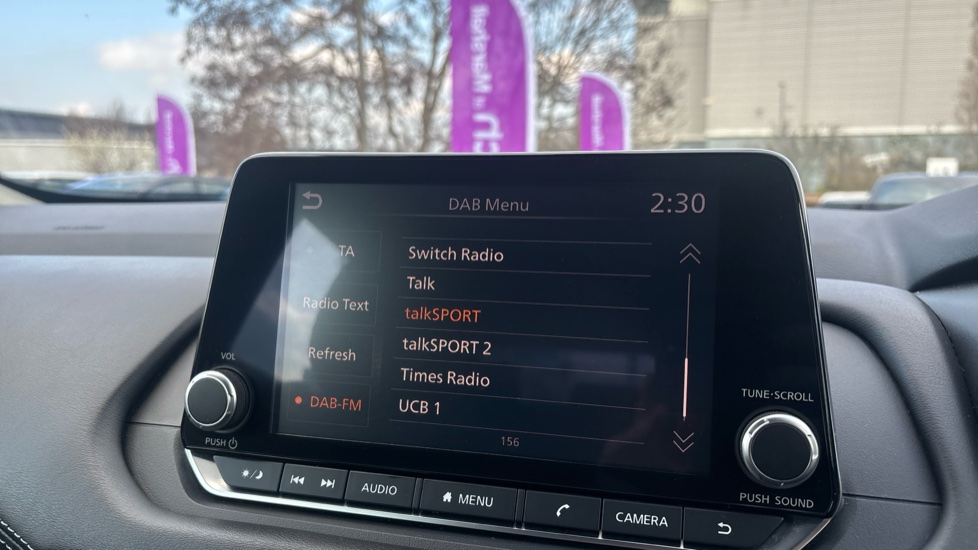 DAB Menu
2:30
TA
Radio Text
Refresh
DAB-FM
Switch Radio
Talk
talkSPORT
talkSPORT 2
Times Radio
UCB 1
156
VOL
PUSH
TUNE·SCROLL
PUSH SOUND
AUDIO
MENU
CAMERA